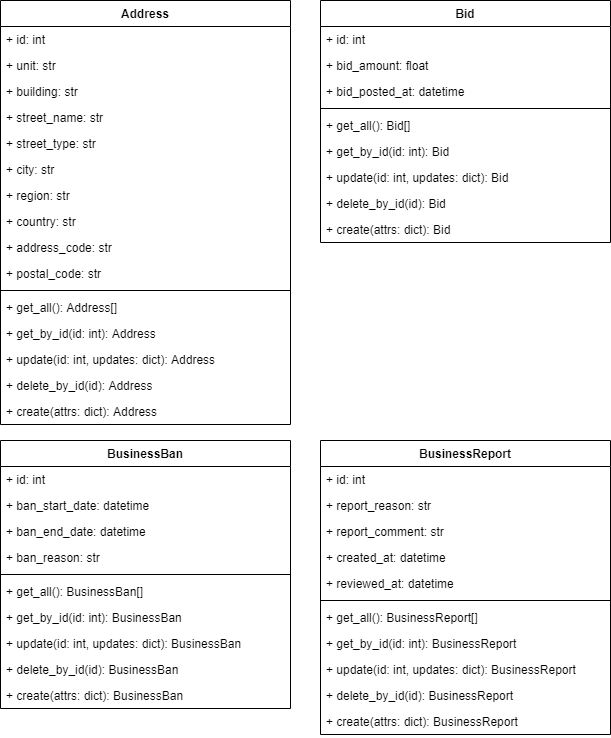 Address
+ id: int
+ unit: str
+ building: str
+ street_name: str
+ street_type: str
+ city: str
+ region: str
+ country: str
+ address_code: str
+ postal_code: str
+ get_all(): Address[]
+ get_by_id(id: int): Address
+ update(id: int, updates: dict): Address
+ delete_by_id(id): Address
+ create(attrs: dict): Address
Bid
+ id: int
+ bid_amount: float
+ bid_posted_at: datetime
+ get_all(): Bid[]
+ get_by_id(id: int): Bid
+ update(id: int, updates: dict): Bid
+ delete_by_id(id): Bid
+ create(attrs: dict): Bid
BusinessBan
+ id: int
+ ban_start_date: datetime
+ ban_end_date: datetime
+ ban_reason: str
+ get_all(): BusinessBan[]
+ get_by_id(id: int): BusinessBan
+ update(id: int, updates: dict): BusinessBan
+ delete_by_id(id): BusinessBan
+ create(attrs: dict): BusinessBan
BusinessReport
+ id: int
+ report_reason: str
+ report_comment: str
+ created_at: datetime
+ reviewed_at: datetime
+ get_all(): BusinessReport[]
+ get_by_id(id: int): BusinessReport
+ update(id: int, updates: dict): BusinessReport
+ delete_by_id(id): BusinessReport
+ create(attrs: dict): BusinessReport